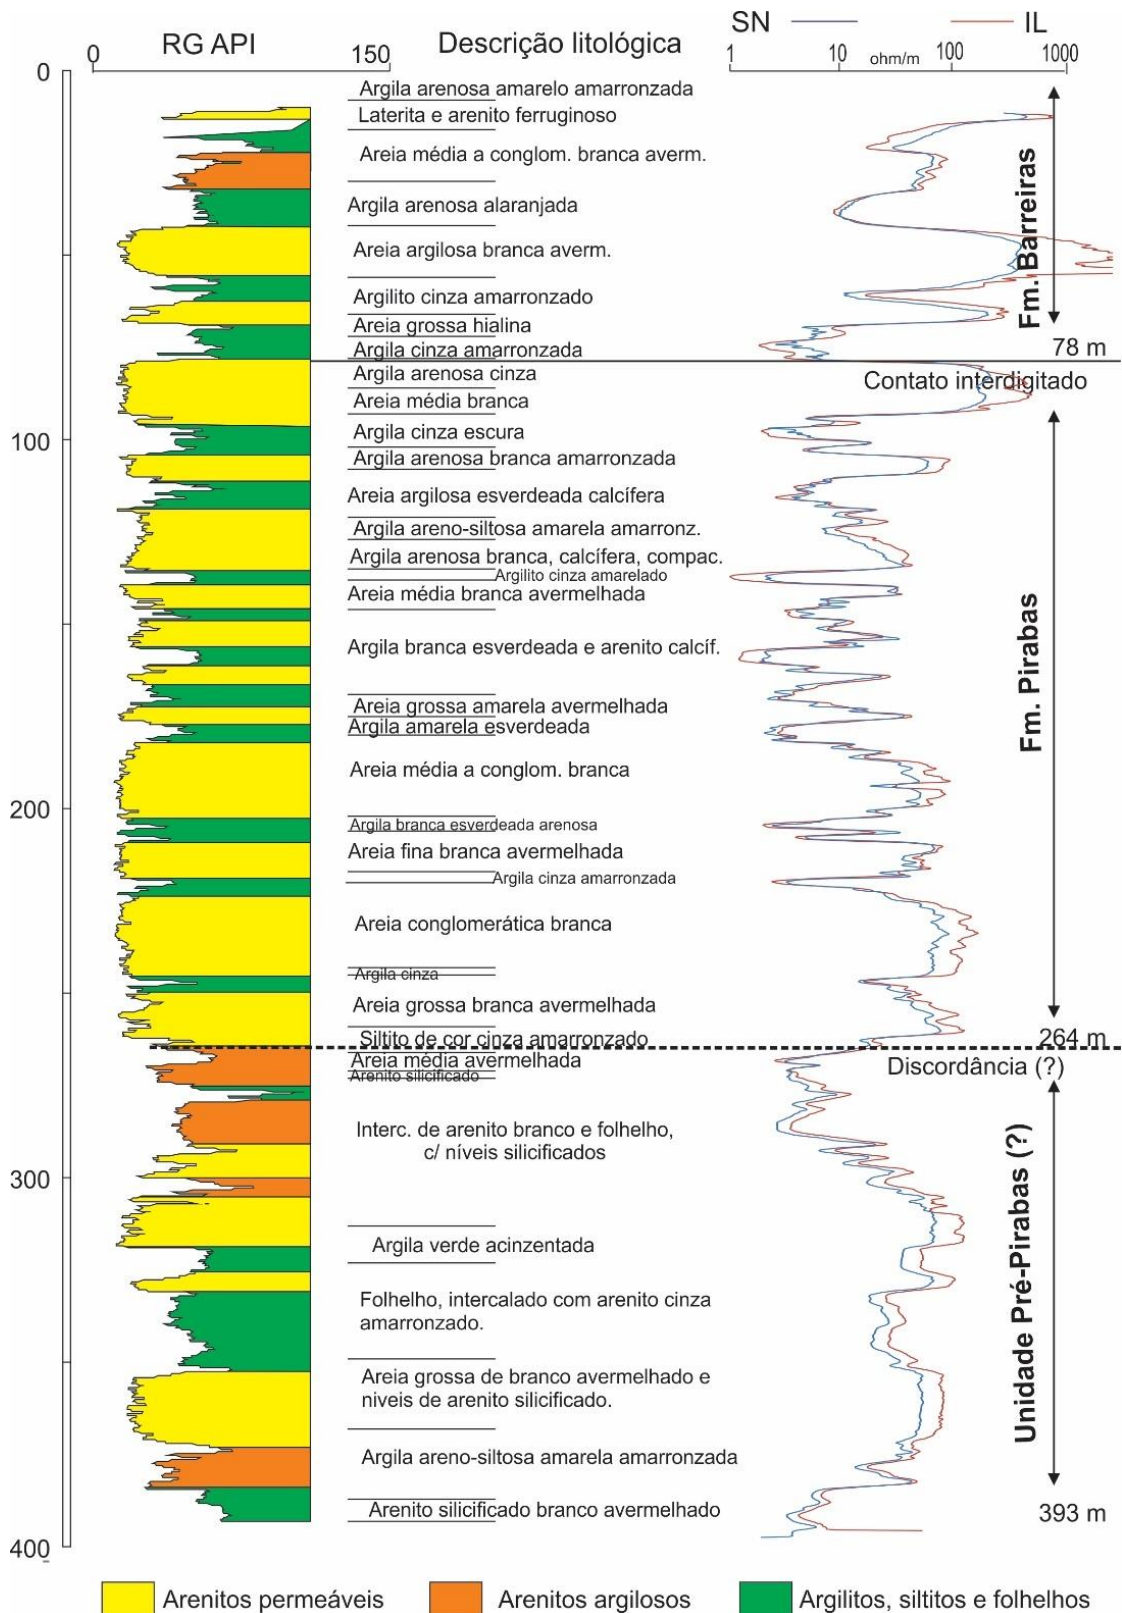 SN IL
RG API Descrição litológica
0 150 1 10 ohm/m 100 1000
0
Argila arenosa amarelo amarronzada
Laterita e arenito ferruginoso
Areia média a conglom. branca averm.
Argila arenosa alaranjada
Areia argilosa branca averm.
Argilito cinza amarronzado
Areia grossa hialina
Argila cinza amarronzada
Fm. Barreiras
78 m
Argila arenosa cinza
Contato interdigitado
Areia média branca
Argila cinza escura
100
Argila arenosa branca amarronzada
Areia argilosa esverdeada calcífera
Argila areno-siltosa amarela amarronz.
Argila arenosa branca, calcífera, compac.
Argilito cinza amarelado
Areia média branca avermelhada
Argila branca esverdeada e arenito calcíf.
Fm. Pirabas
Areia grossa amarela avermelhada
Argila amarela esverdeada
Areia média a conglom. branca
200
Argila branca esverdeada arenosa
Areia fina branca avermelhada
Argila cinza amarronzada
Areia conglomerática branca
Argila cinza
Areia grossa branca avermelhada
Siltito de cor cinza amarronzado
264 m
Areia média avermelhada
Discordância (?)
Arenito silicificado
Interc. de arenito branco e folhelho,
c/ níveis silicificados
300
Argila verde acinzentada
Folhelho, intercalado com arenito cinza
amarronzado.
Unidade Pré-Pirabas (?)
Areia grossa de branco avermelhado e
niveis de arenito silicificado.
Argila areno-siltosa amarela amarronzada
Arenito silicificado branco avermelhado
393 m
400
Arenitos permeáveis Arenitos argilosos Argilitos, siltitos e folhelhos